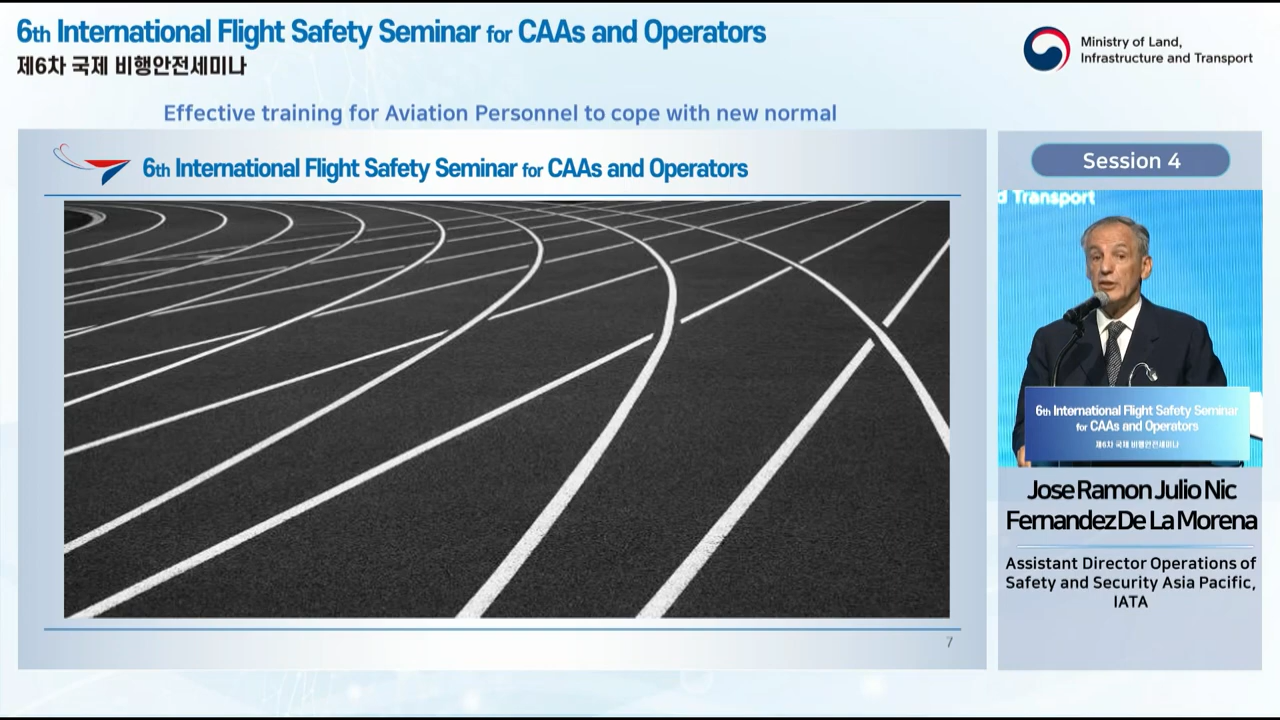 6th International Flight Safety Seminar for CAAs and Operators
제6차 국제 비행안전세미나
Ministry of Land,
Infrastructure and Transport
Effective training for Aviation Personnel to cope with new normal
6th International Flight Safety Seminar for CAAs and Operators
7
Session 4
d Transport
6th International Flight Safety Seminar
for CAAs and Operators
제6차 국제 비행안전세미나
Jose Ramon Julio Nic
Fernandez De La Morena
Assistant Director Operations of
Safety and Security Asia Pacific,
IATA